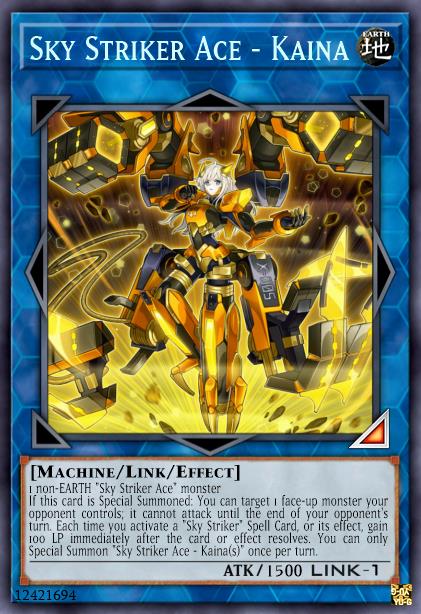 Sky Striker Ace - Kaina
EARTH
地
[Machine/Link/Effect]
1 non-EARTH "Sky Striker Ace" monster
If this card is Special Summoned: You can target 1 face-up monster your
opponent controls; it cannot attack until the end of your opponent's
turn. Each time you activate a "Sky Striker" Spell Card, or its effect, gain
100 LP immediately after the card or effect resolves. You can only
Special Summon "Sky Striker Ace - Kaina(s)" once per turn.
ATK/1500 LINK-1
12421694